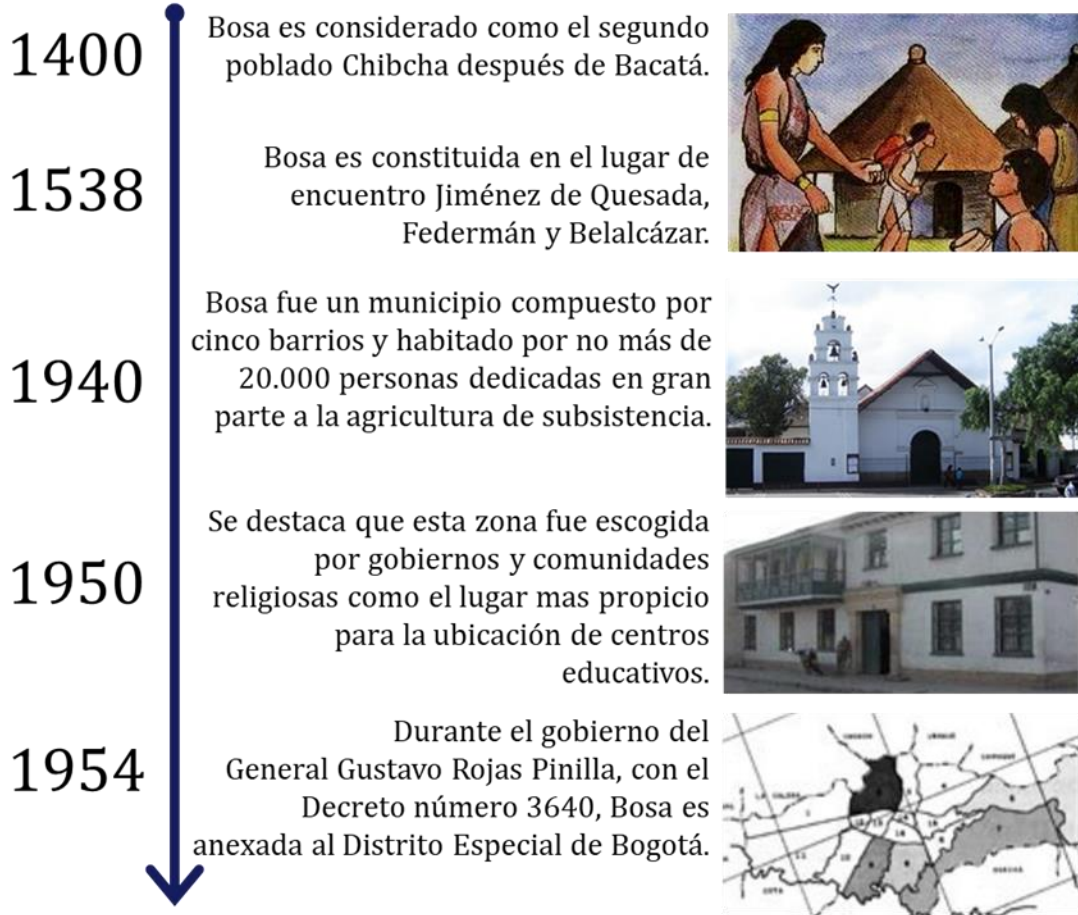 1400
Bosa es considerado como el segundo
poblado Chibcha después de Bacatá.
1538
Bosa es constituida en el lugar de
encuentro Jiménez de Quesada,
Federmán y Belalcázar.
1940
Bosa fue un municipio compuesto por
cinco barrios y habitado por no más de
20.000 personas dedicadas en gran
parte a la agricultura de subsistencia.
1950
Se destaca que esta zona fue escogida
por gobiernos y comunidades
religiosas como el lugar mas propicio
para la ubicación de centros
educativos.
1954
Durante el gobierno del
General Gustavo Rojas Pinilla, con el
Decreto número 3640, Bosa es
anexada al Distrito Especial de Bogotá.
LA CALERA
COTA